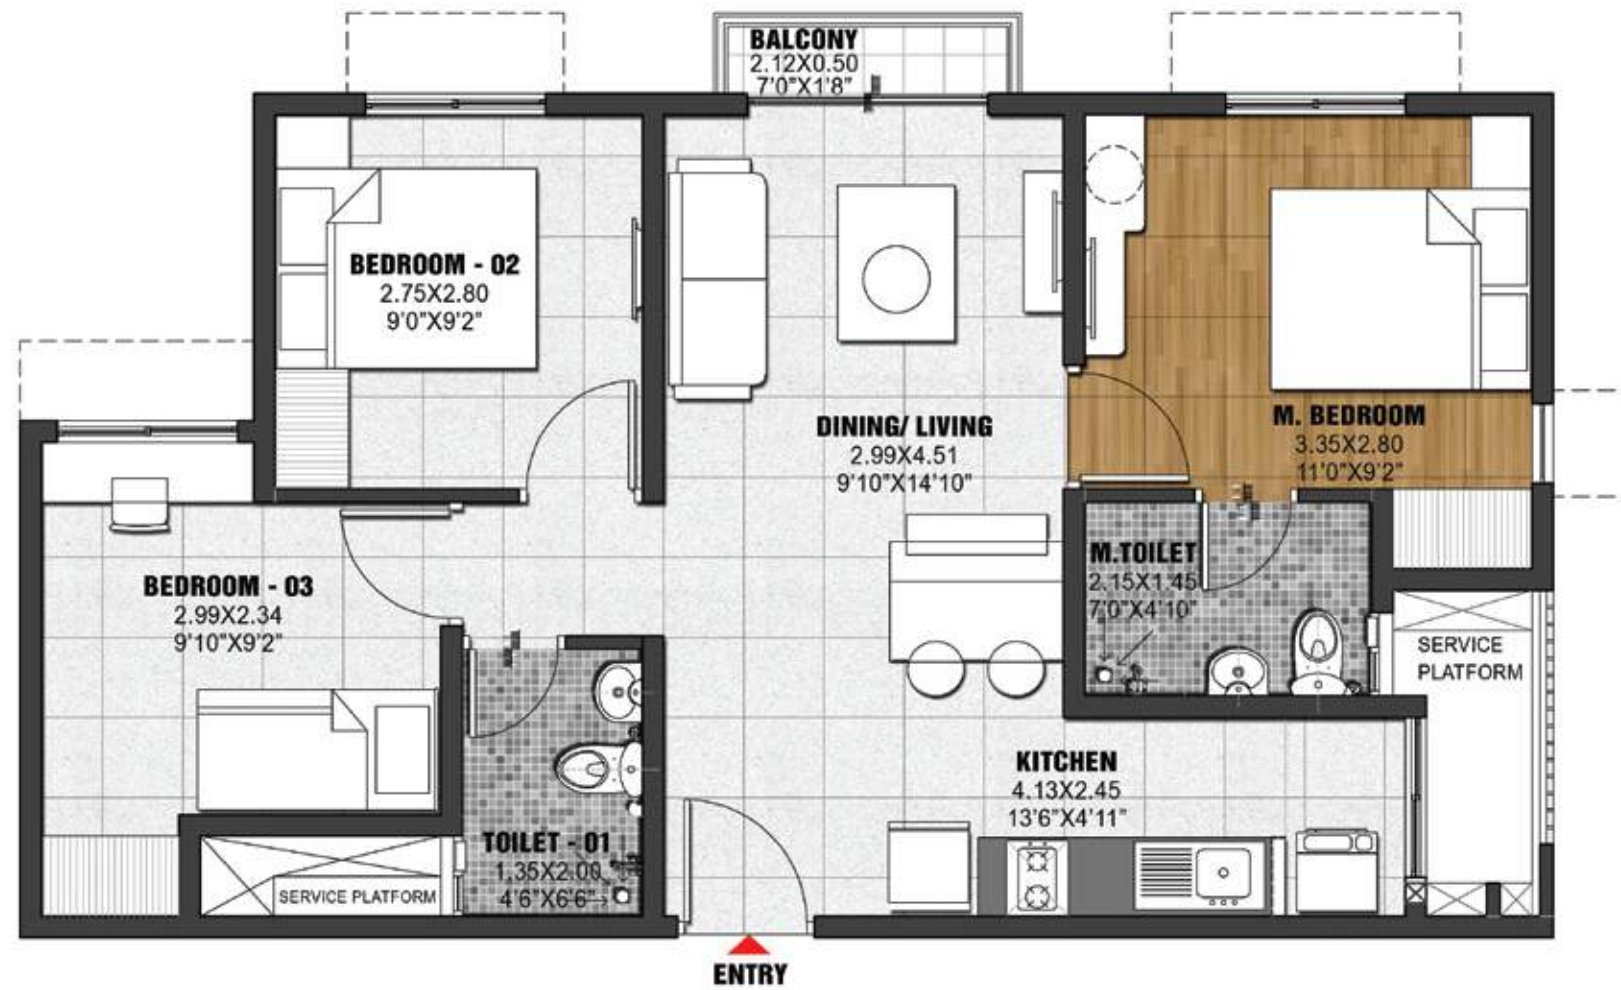 BALCONY
2.12X0.50
7'0"X1'8"
BEDROOM - 02
2.75X2.80
9'0"X9'2"
DINING/ LIVING
2.99X4.51
9'10"X14'10"
M. BEDROOM
3.35X2.80
11'0"X9'2"
BEDROOM - 03
2.99X2.34
9'10"X9'2"
M.TOILET
2.15X1.45
7'0"X4'10"
SERVICE
PLATFORM
KITCHEN
4.13X2.45
13'6"X4'11"
TOILET - 01
1.35X2.00
4'6"X6'6"
SERVICE PLATFORM
ENTRY